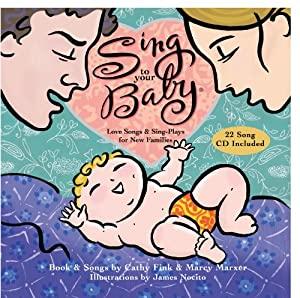 Sing
to your
Baby®
Love Songs & Sing-Plays
for New Families
22 Song
CD Included
Book & Songs by Cathy Fink & Marcy Marxer
Illustrations by James Nocito